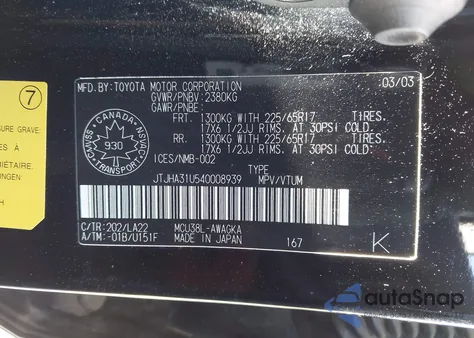 7
SURE GRAVE
MFD.BY:TOYOTA MOTOR CORPORATION 03/03
GVWR/PNBV:2380KG
GAWR/PNBE:
FRT. 1300KG WITH 225/65R17 TIRES,
17X6 1/2JJ RIMS, AT 30PSI COLD.
RR. 1300KG WITH 225/65R17 TIRES,
17X6 1/2JJ RIMS, AT 30PSI COLD.
ICES/NMB-002
CANADA
930
TRANSPORT
TYPE
JTJHA31U540008939 MPV/VTUM
C/TR:202/LA22 MCU38L-AWAGKA
A/TM:-01B/U151F MADE IN JAPAN 167 K
autoSnap